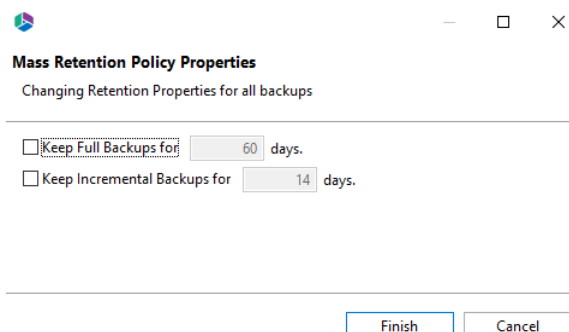 Mass Retention Policy Properties
Changing Retention Properties for all backups
Keep Full Backups for 60 days.
Keep Incremental Backups for 14 days.
Finish Cancel